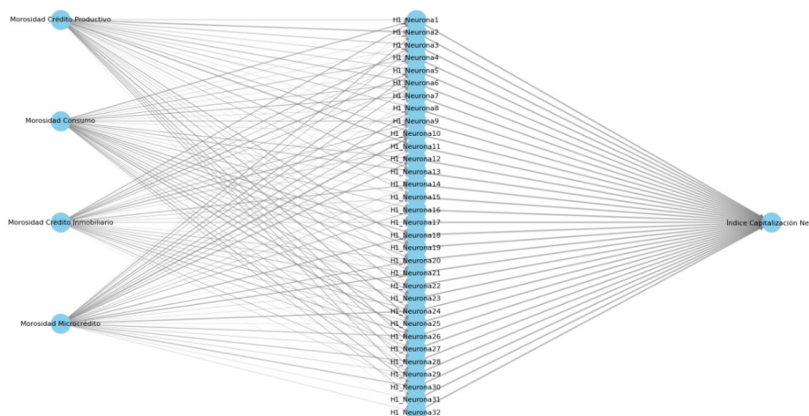 Morosidad Crédito Productivo
Morosidad Consumo
Morosidad Crédito Inmobiliario
Morosidad Microcrédito
H1_Neurona1
H1_Neurona2
H1_Neurona3
H1_Neurona4
H1_Neurona5
H1_Neurona6
H1_Neurona7
H1_Neurona8
H1_Neurona9
H1_Neurona10
H1_Neurona11
H1_Neurona12
H1_Neurona13
H1_Neurona14
H1_Neurona15
H1_Neurona16
H1_Neurona17
H1_Neurona18
H1_Neurona19
H1_Neurona20
H1_Neurona21
H1_Neurona22
H1_Neurona23
H1_Neurona24
H1_Neurona25
H1_Neurona26
H1_Neurona27
H1_Neurona28
H1_Neurona29
H1_Neurona30
H1_Neurona31
H1_Neurona32
Índice Capitalización Ne